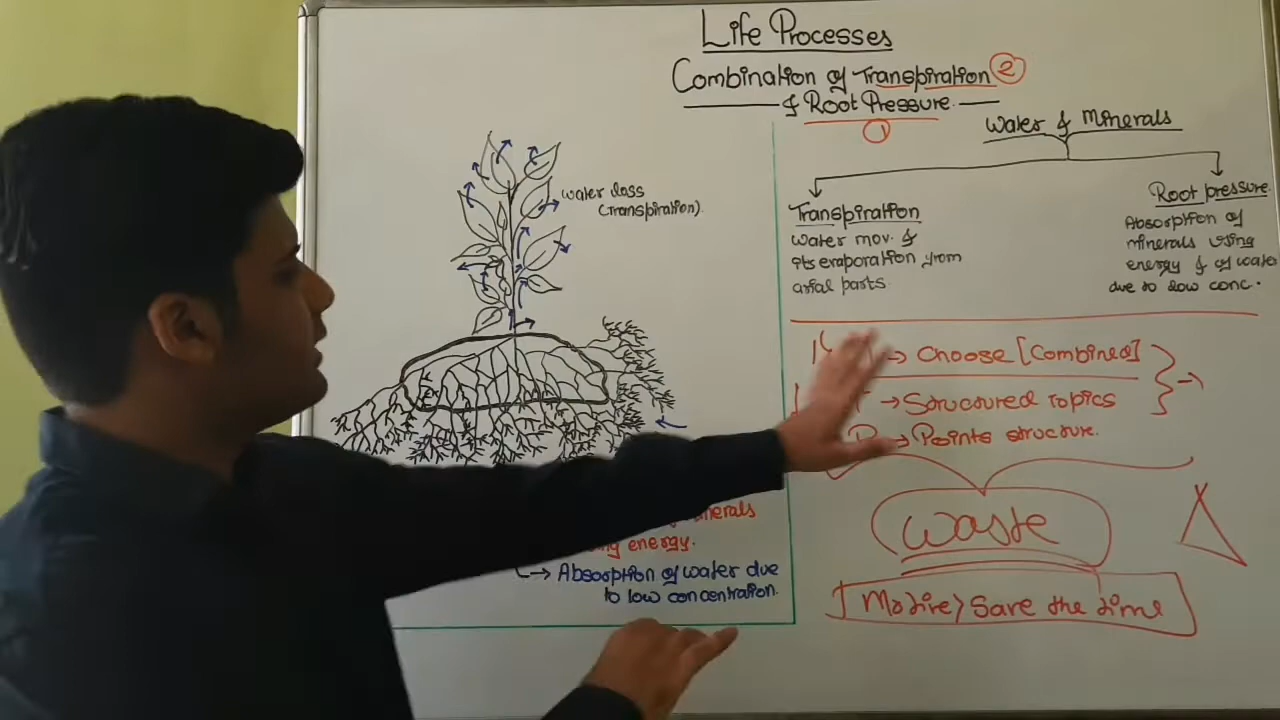 Life Processes
Combination of Transpiration 2
& Root Pressure
1
Water & Minerals
Transpiration
Water mov. &
its evaporation from
arial parts
Root pressure
Absorption of
minerals using
energy & of water
due to low conc.
water loss
(Transpiration).
→ Choose [Combined]
→ Structured Topics
→ Points structure.
Waste
Motive) Save the time
energy.
→ Absorption of water due
to low concentration.